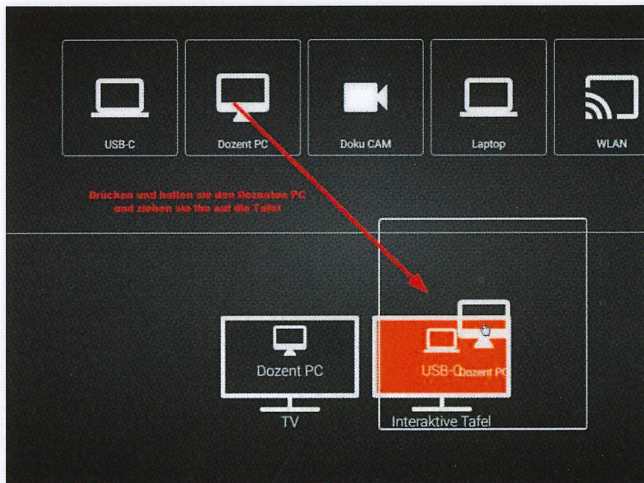 USB-C
Dozent PC
Doku CAM
Laptop
WLAN
Drücken und halten sie den Dozenten PC
und ziehen sie ihn auf die Tafel
Dozent PC
USB-C
Dozent PC
TV
Interaktive Tafel